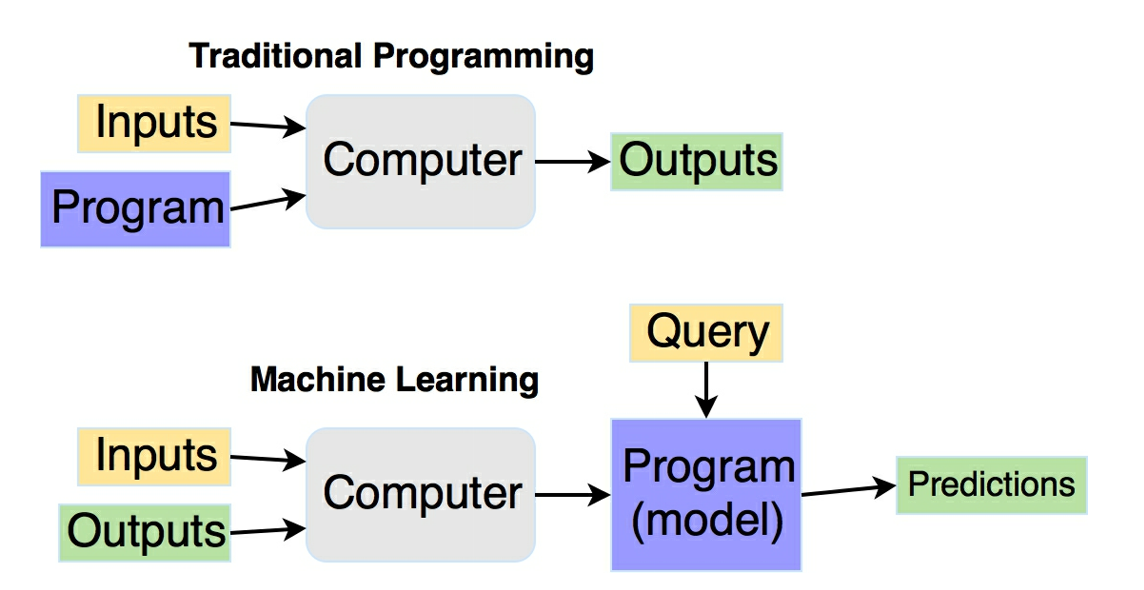 Traditional Programming
Inputs
Program
Computer
Outputs
Machine Learning
Inputs
Outputs
Computer
Query
Program
(model)
Predictions